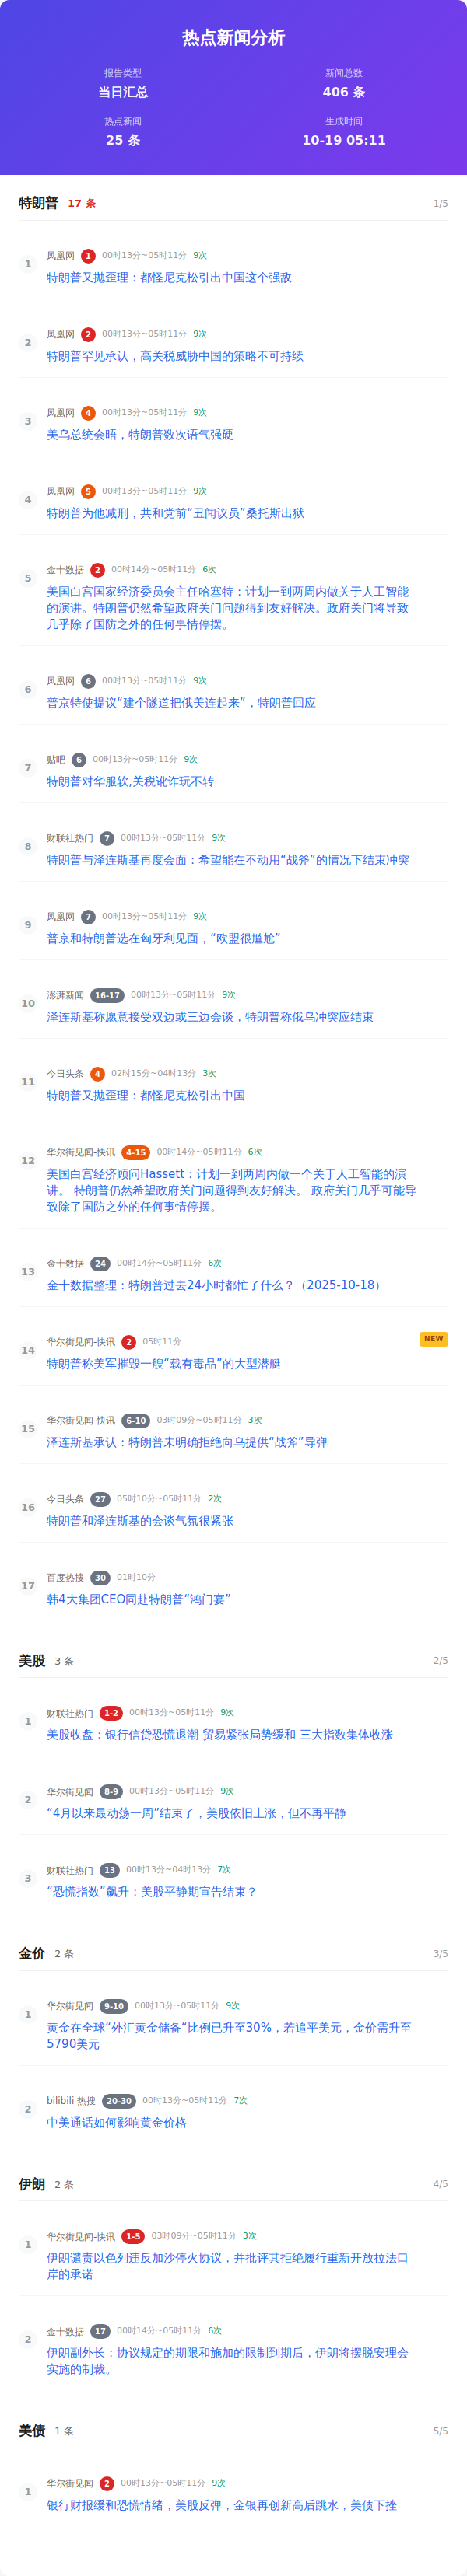 热点新闻分析
报告类型
当日汇总
新闻总数
406 条
热点新闻
25 条
生成时间
10-19 05:11
特朗普 17 条 1/5
1 凤凰网 1 00时13分~05时11分 9次
特朗普又抛歪理：都怪尼克松引出中国这个强敌
2 凤凰网 2 00时13分~05时11分 9次
特朗普罕见承认，高关税威胁中国的策略不可持续
3 凤凰网 4 00时13分~05时11分 9次
美乌总统会晤，特朗普数次语气强硬
4 凤凰网 5 00时13分~05时11分 9次
特朗普为他减刑，共和党前“丑闻议员”桑托斯出狱
5 金十数据 2 00时14分~05时11分 6次
美国白宫国家经济委员会主任哈塞特：计划一到两周内做关于人工智能
的演讲。特朗普仍然希望政府关门问题得到友好解决。政府关门将导致
几乎除了国防之外的任何事情停摆。
6 凤凰网 6 00时13分~05时11分 9次
普京特使提议“建个隧道把俄美连起来”，特朗普回应
7 贴吧 6 00时13分~05时11分 9次
特朗普对华服软,关税讹诈玩不转
8 财联社热门 7 00时13分~05时11分 9次
特朗普与泽连斯基再度会面：希望能在不动用“战斧”的情况下结束冲突
9 凤凰网 7 00时13分~05时11分 9次
普京和特朗普选在匈牙利见面，“欧盟很尴尬”
10 澎湃新闻 16-17 00时13分~05时11分 9次
泽连斯基称愿意接受双边或三边会谈，特朗普称俄乌冲突应结束
11 今日头条 4 02时15分~04时13分 3次
特朗普又抛歪理：都怪尼克松引出中国
12 华尔街见闻-快讯 4-15 00时14分~05时11分 6次
美国白宫经济顾问Hassett：计划一到两周内做一个关于人工智能的演
讲。 特朗普仍然希望政府关门问题得到友好解决。 政府关门几乎可能导
致除了国防之外的任何事情停摆。
13 金十数据 24 00时14分~05时11分 6次
金十数据整理：特朗普过去24小时都忙了什么？（2025-10-18）
14 华尔街见闻-快讯 2 05时11分 NEW
特朗普称美军摧毁一艘“载有毒品”的大型潜艇
15 华尔街见闻-快讯 6-10 03时09分~05时11分 3次
泽连斯基承认：特朗普未明确拒绝向乌提供“战斧”导弹
16 今日头条 27 05时10分~05时11分 2次
特朗普和泽连斯基的会谈气氛很紧张
17 百度热搜 30 01时10分
韩4大集团CEO同赴特朗普“鸿门宴”
美股 3 条 2/5
1 财联社热门 1-2 00时13分~05时11分 9次
美股收盘：银行信贷恐慌退潮 贸易紧张局势缓和 三大指数集体收涨
2 华尔街见闻 8-9 00时13分~05时11分 9次
“4月以来最动荡一周”结束了，美股依旧上涨，但不再平静
3 财联社热门 13 00时13分~04时13分 7次
“恐慌指数”飙升：美股平静期宣告结束？
金价 2 条 3/5
1 华尔街见闻 9-10 00时13分~05时11分 9次
黄金在全球“外汇黄金储备“比例已升至30%，若追平美元，金价需升至
5790美元
2 bilibili 热搜 20-30 00时13分~05时11分 7次
中美通话如何影响黄金价格
伊朗 2 条 4/5
1 华尔街见闻-快讯 1-5 03时09分~05时11分 3次
伊朗谴责以色列违反加沙停火协议，并批评其拒绝履行重新开放拉法口
岸的承诺
2 金十数据 17 00时14分~05时11分 6次
伊朗副外长：协议规定的期限和施加的限制到期后，伊朗将摆脱安理会
实施的制裁。
美债 1 条 5/5
1 华尔街见闻 2 00时13分~05时11分 9次
银行财报缓和恐慌情绪，美股反弹，金银再创新高后跳水，美债下挫